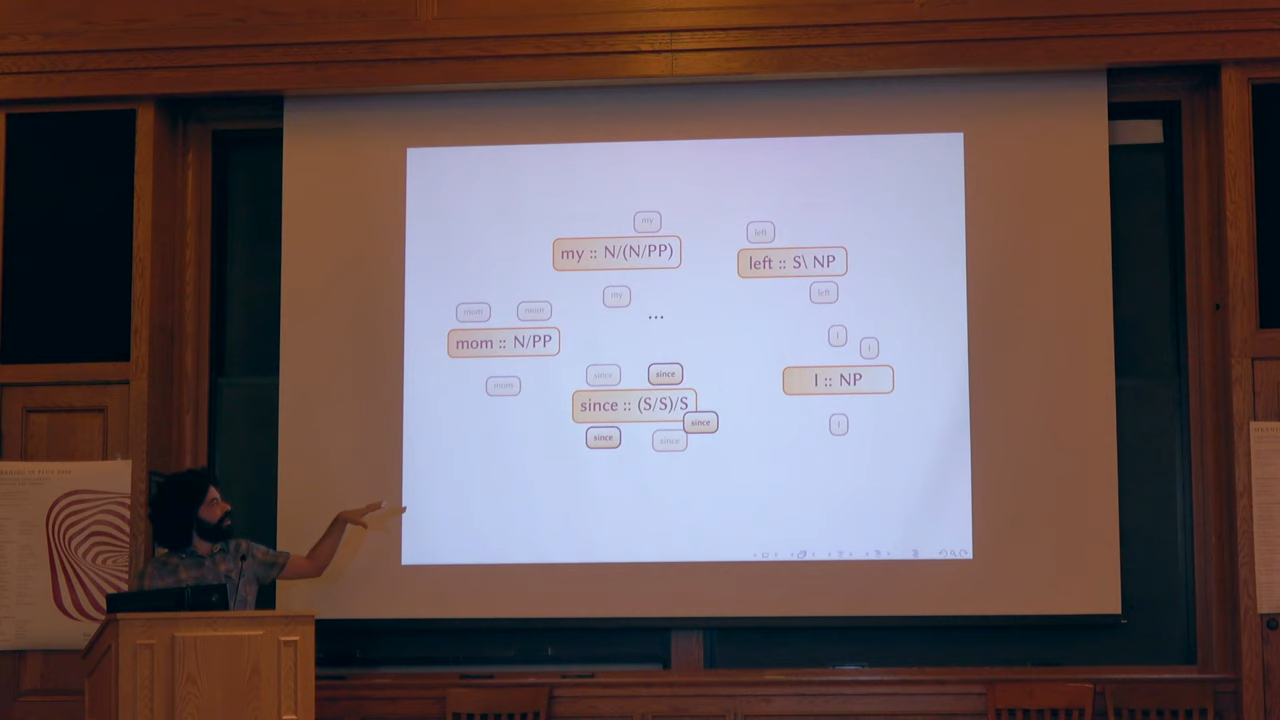 my
my :: N/(N/PP)
my
left
left :: S\ NP
left
mom mom
mom :: N/PP
mom
...
since since
since :: (S/S)/S
since
since since
I
I
I :: NP
I